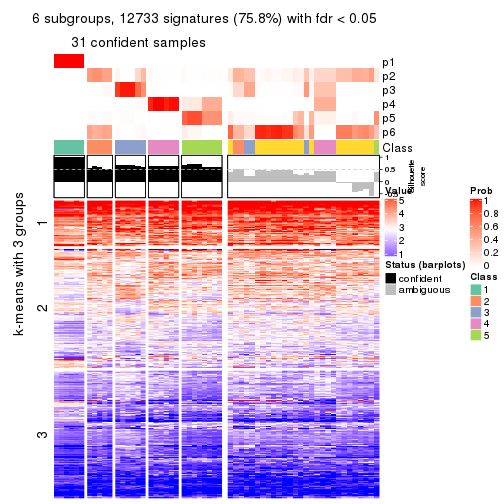 6 subgroups, 12733 signatures (75.8%) with fdr < 0.05
31 confident samples
p1
p2
p3
p4
p5
p6
Class
1
0.5
0
-0.5
Silhouette
score
k-means with 3 groups
1
2
3
Value
5
4
3
2
1
Status (barplots)
confident
ambiguous
Prob
1
0.8
0.6
0.4
0.2
0
Class
1
2
3
4
5